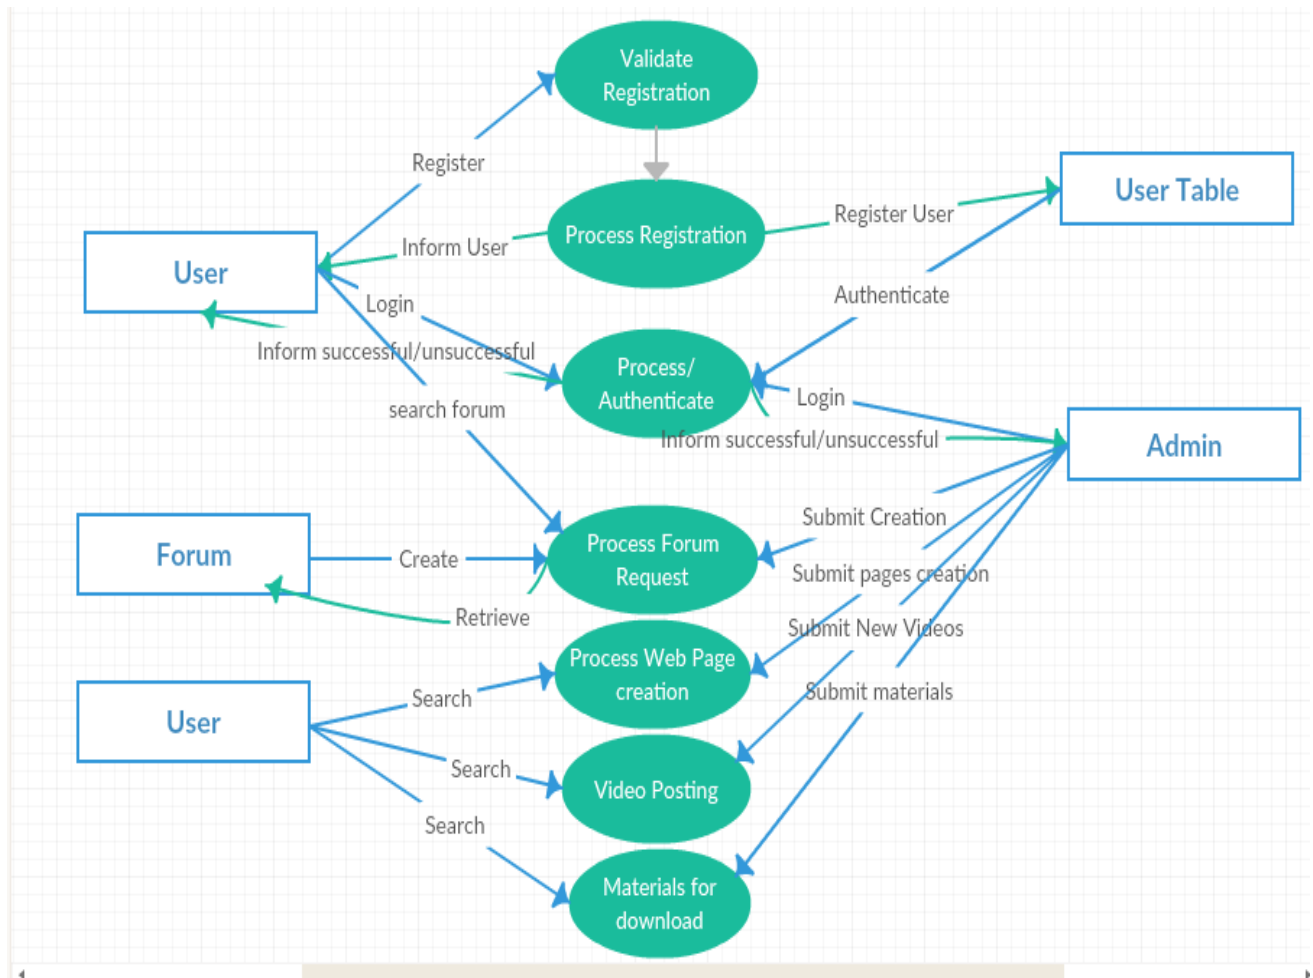 Validate
Registration
Register
User Table
Register User
Process Registration
Inform User
User
Login
Authenticate
Inform successful/unsuccessful
Process/
Authenticate
Login
search forum
Inform successful/unsuccessful
Admin
Submit Creation
Forum
Create
Process Forum
Request
Submit pages creation
Retrieve
Submit New Videos
Process Web Page
creation
Search
Submit materials
User
Search
Video Posting
Search
Materials for
download